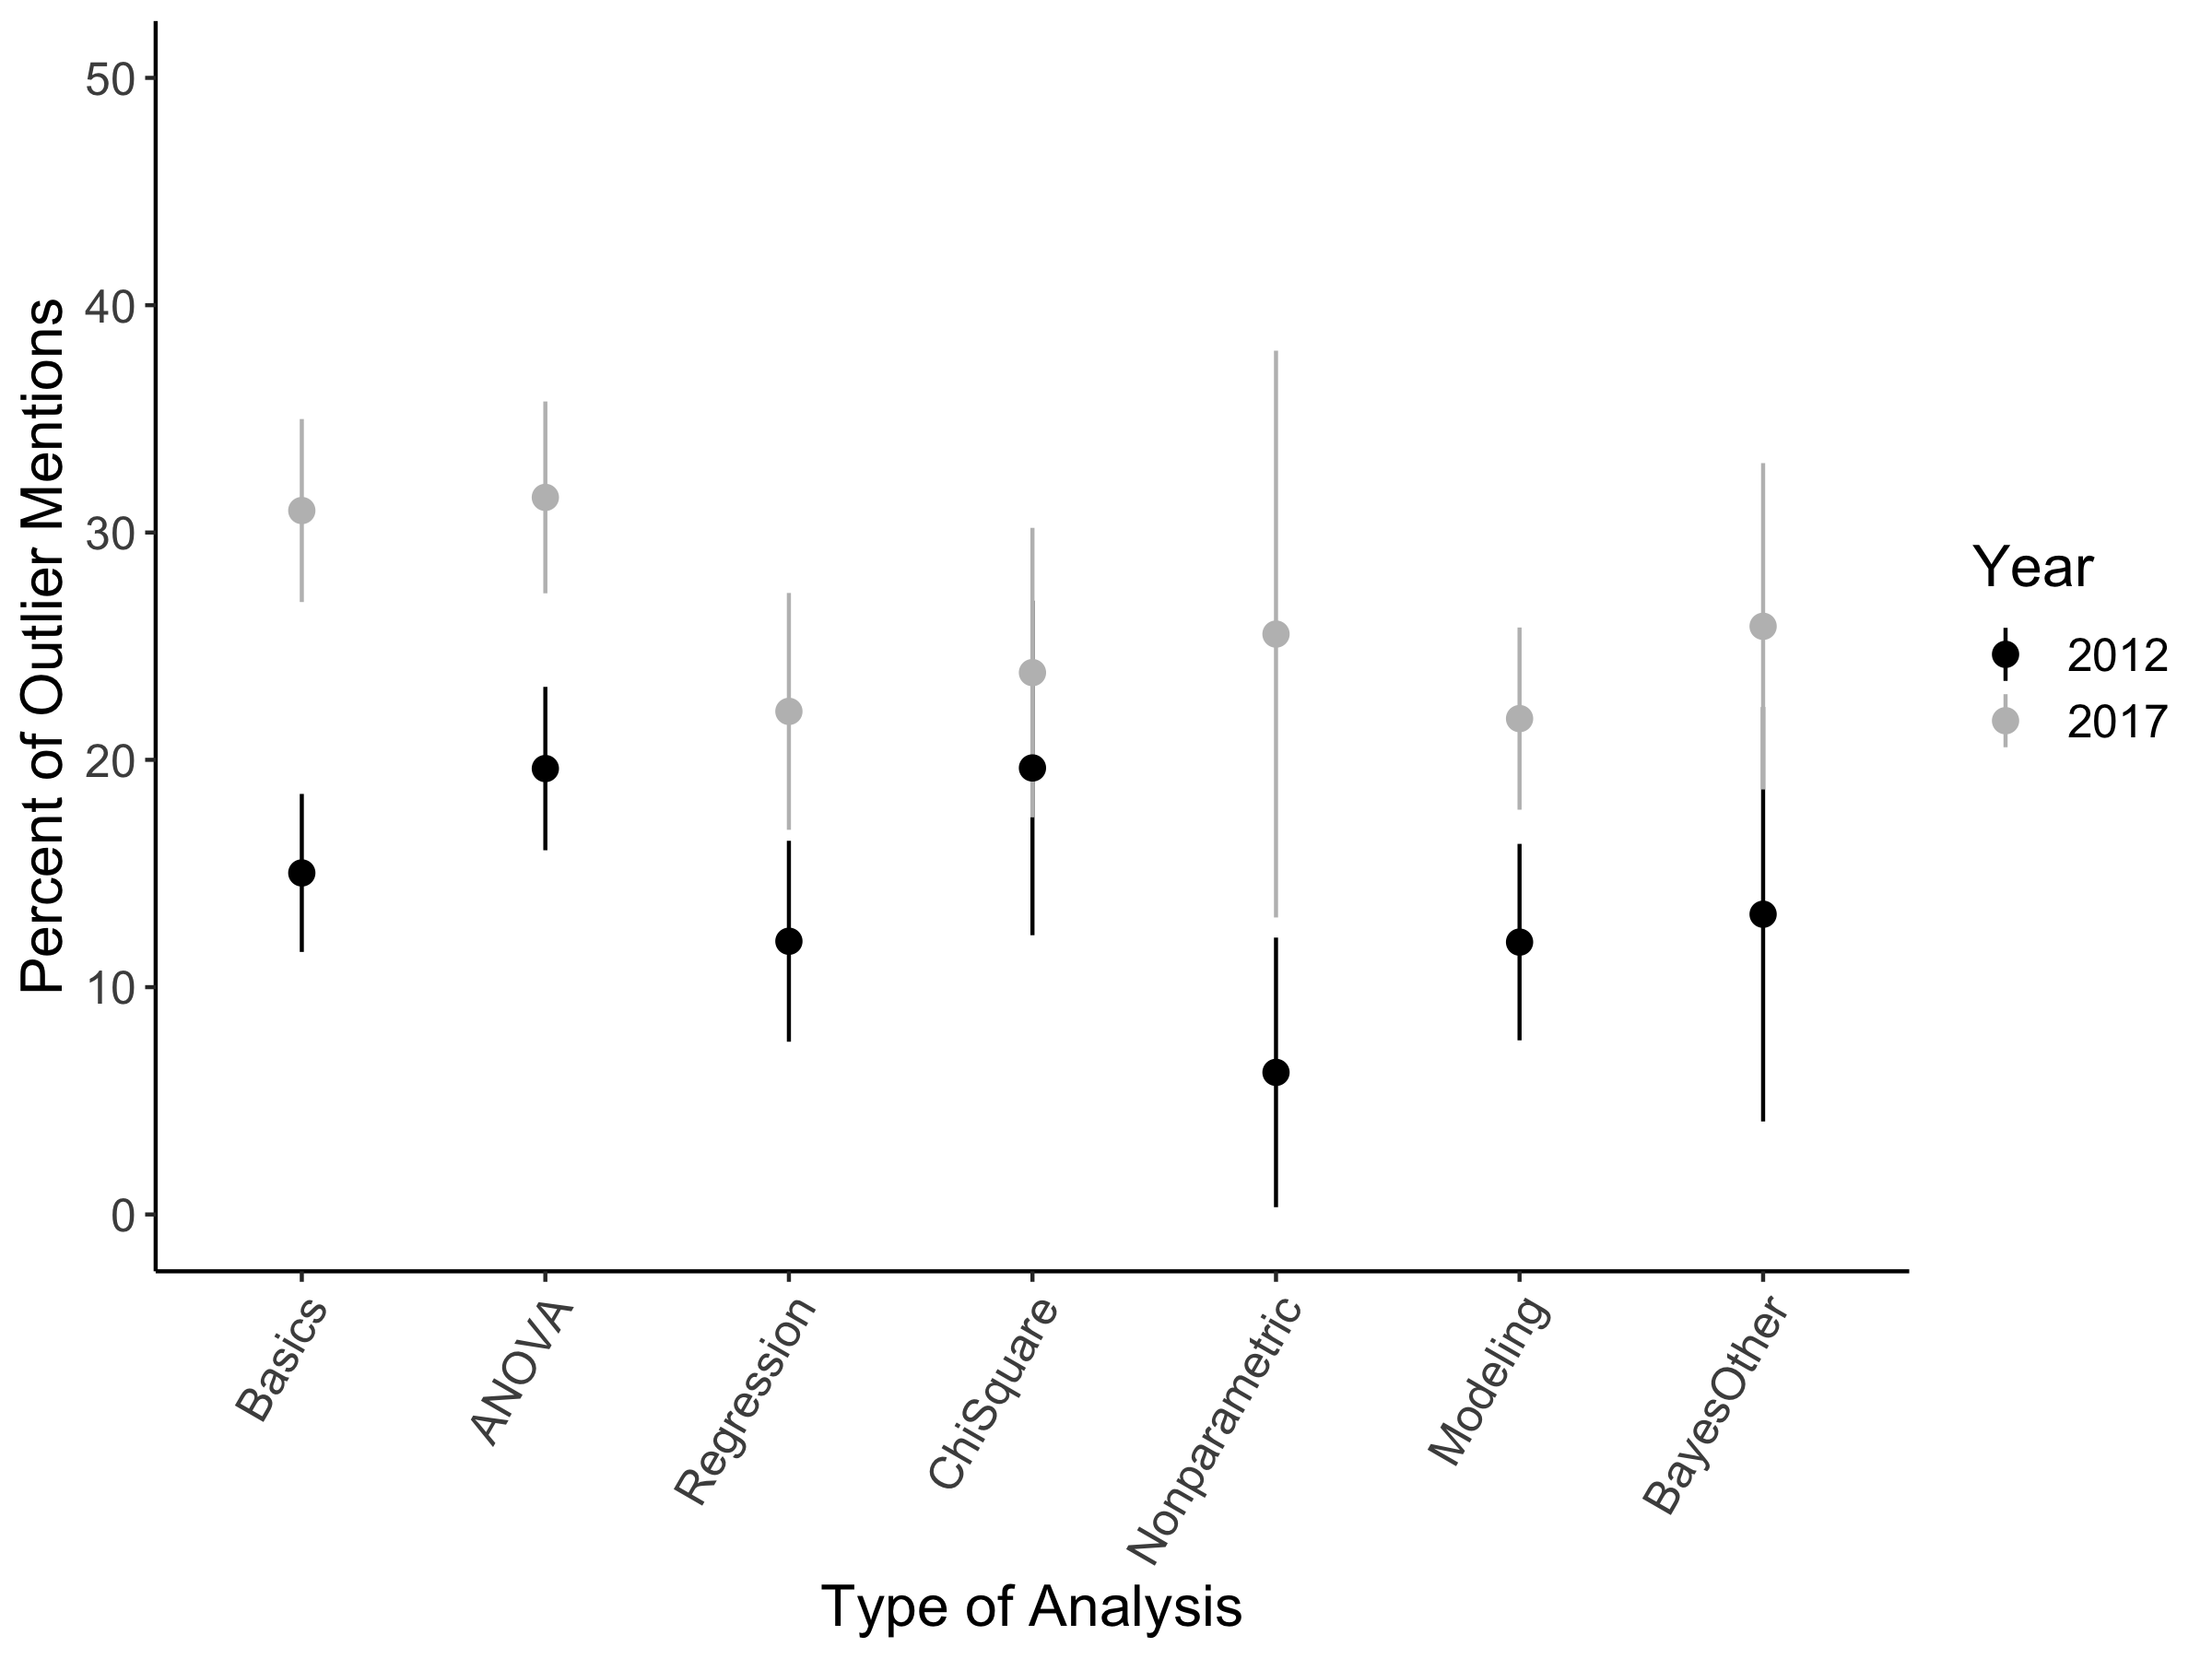 Percent of Outlier Mentions
50
40
30
20
10
0
Basics
ANOVA
Regression
ChiSquare
Nonparametric
Modeling
BayesOther
Type of Analysis
Year
2012
2017